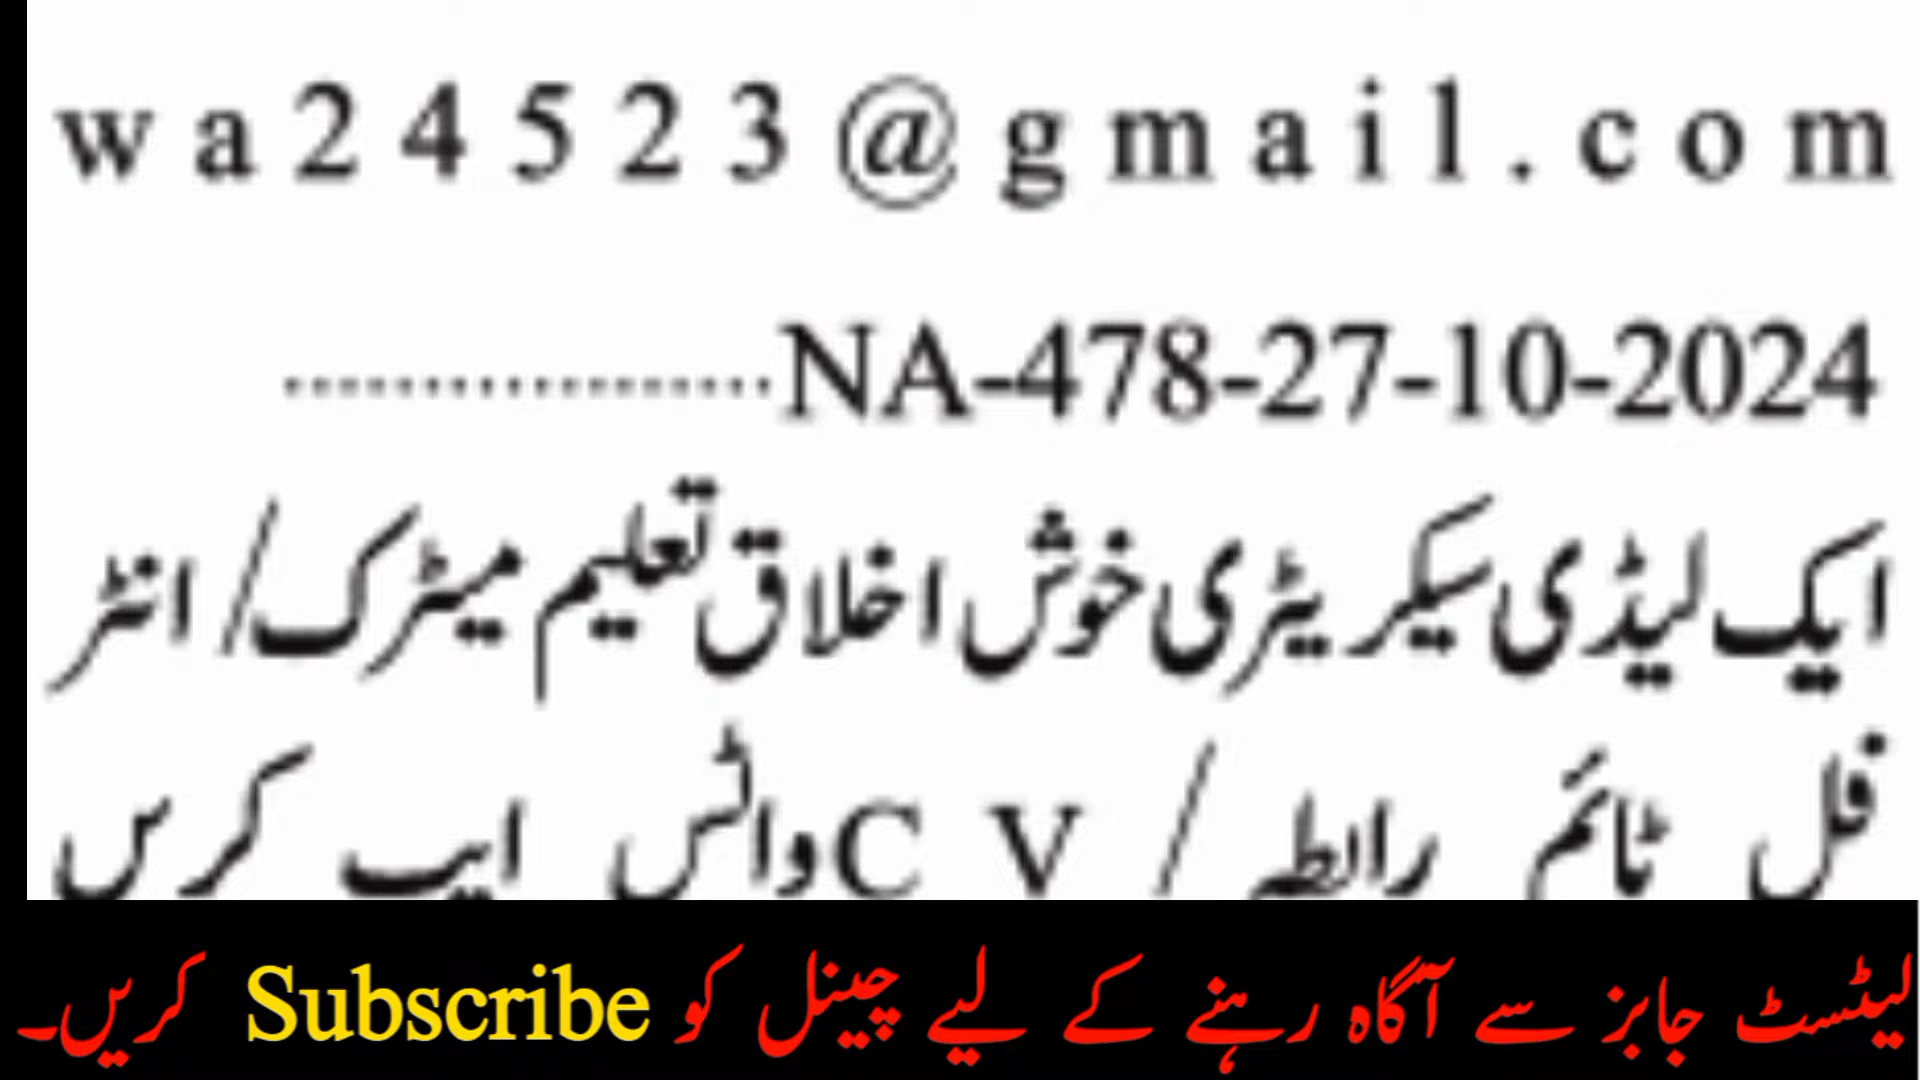 wa24523@gmail.com
NA-478-27-10-2024..................
ایک لیڈی سیکریٹری خوش اخلاق تعلیم میٹرک/ انٹر
فل ٹائم رابطہ / CV واٹس ایپ کریں
لیٹسٹ جابز سے آگاہ رہنے کے لیے چینل کو Subscribe کریں۔